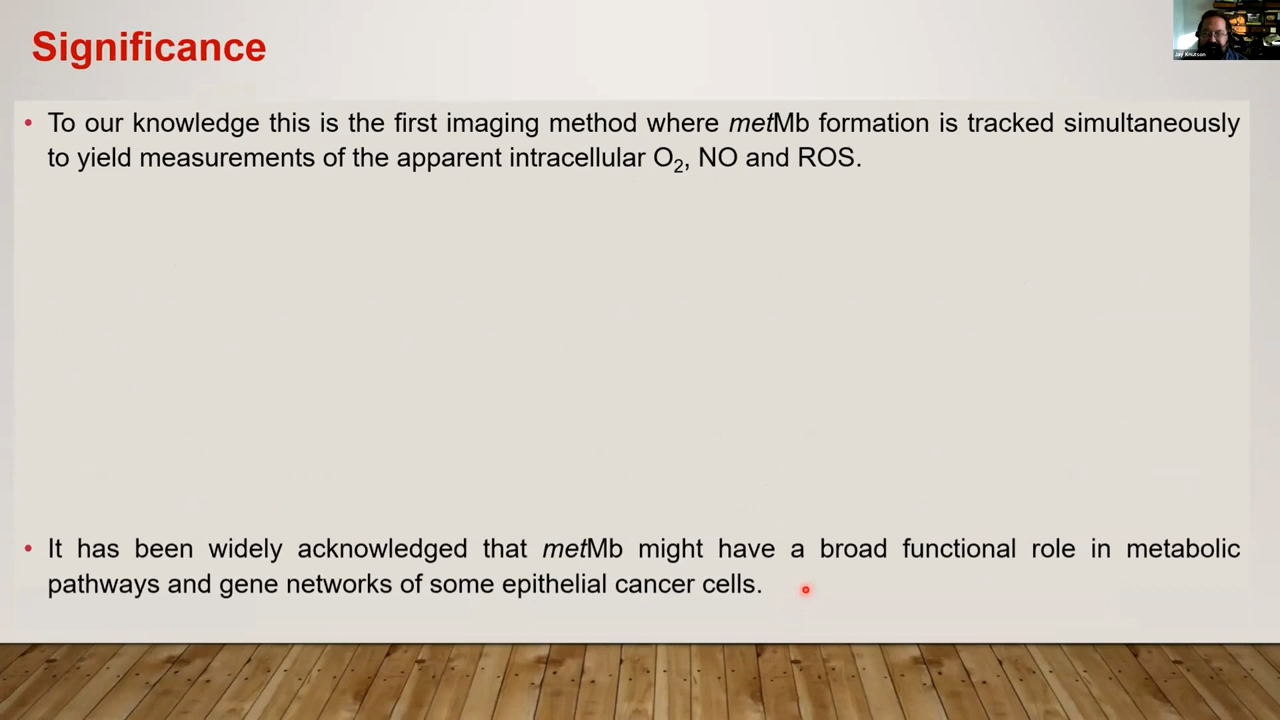 Significance
Jay Knutson
• To our knowledge this is the first imaging method where metMb formation is tracked simultaneously
to yield measurements of the apparent intracellular O₂, NO and ROS.
• It has been widely acknowledged that metMb might have a broad functional role in metabolic
pathways and gene networks of some epithelial cancer cells.